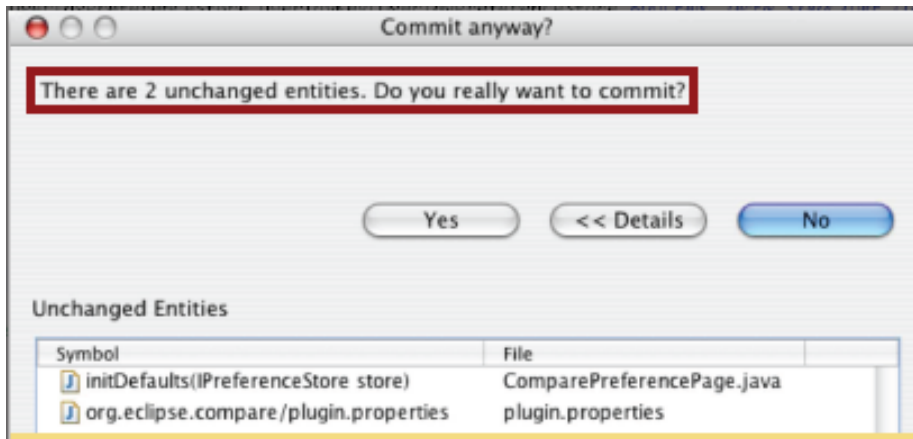 Commit anyway?
There are 2 unchanged entities. Do you really want to commit?
Yes << Details No
Unchanged Entities
Symbol File
initDefaults(IPreferenceStore store) ComparePreferencePage.java
org.eclipse.compare/plugin.properties plugin.properties